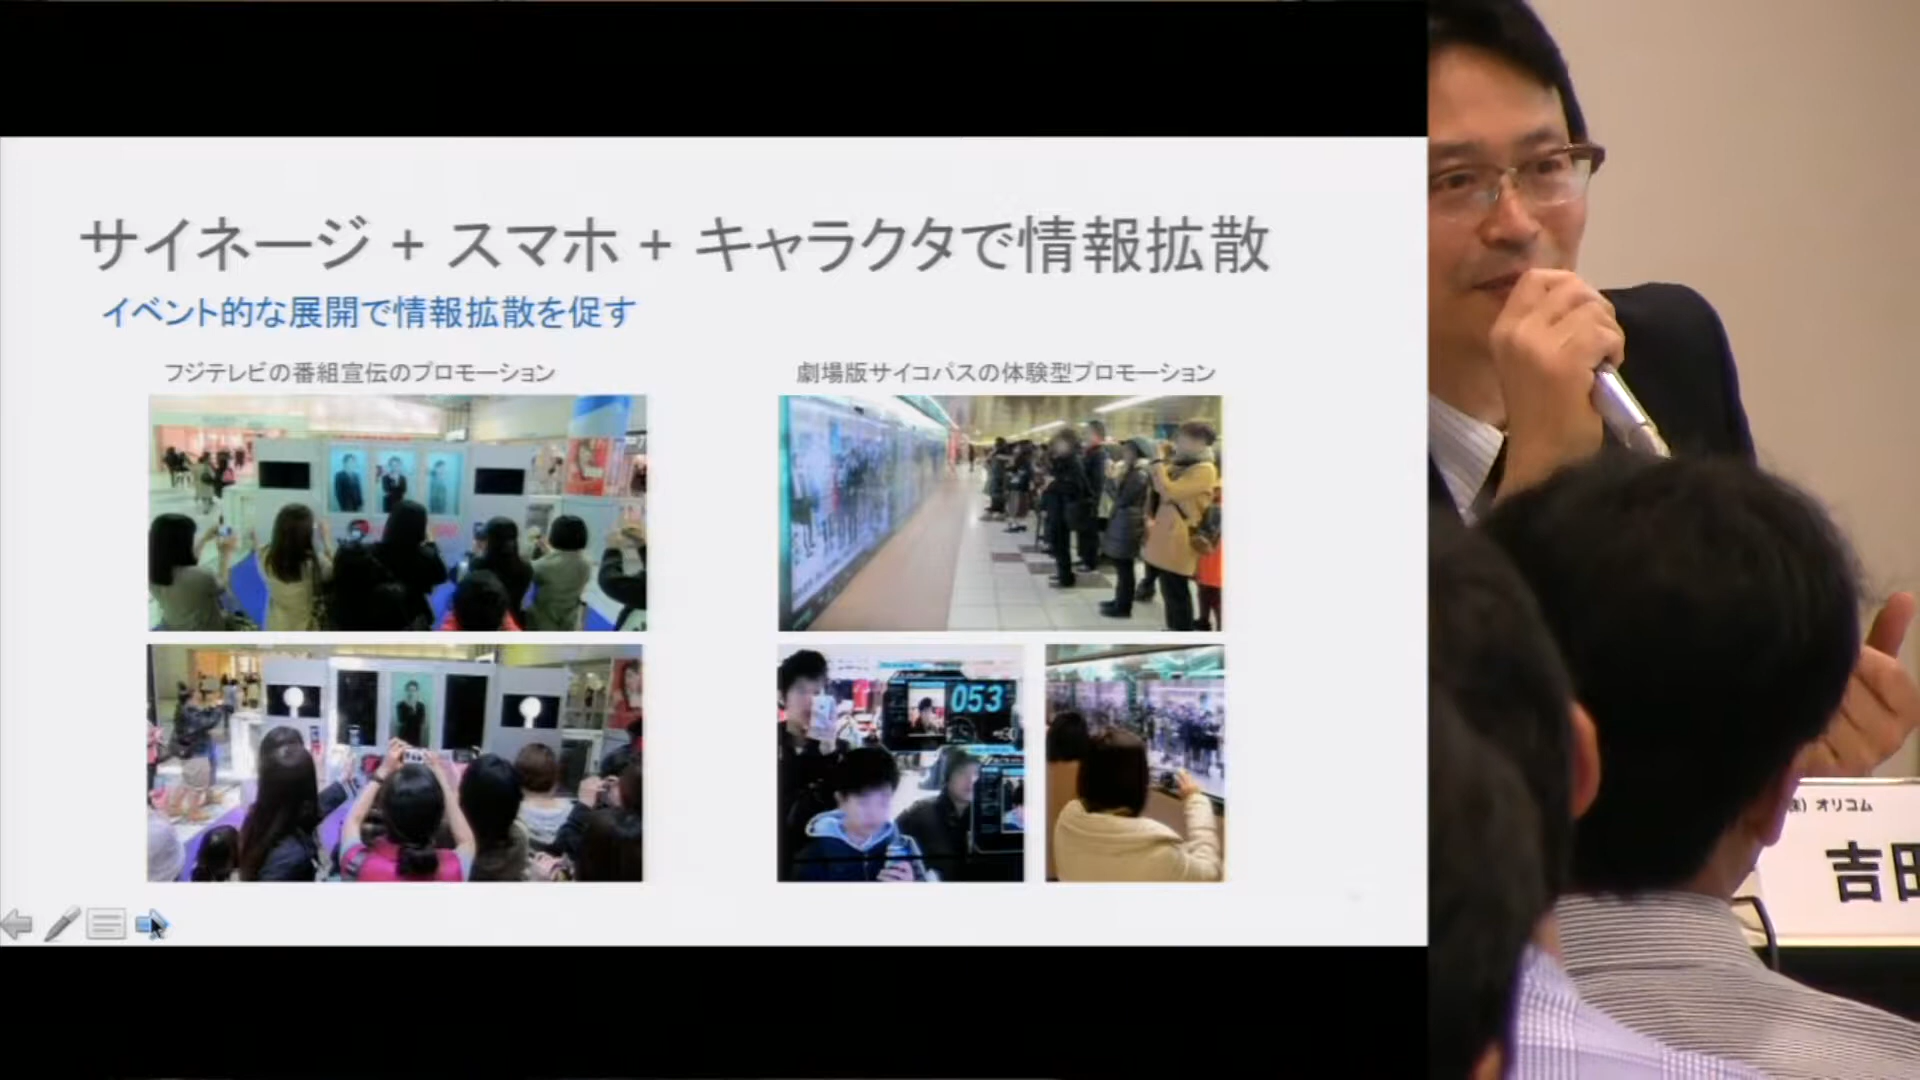 サイネージ + スマホ + キャラクタで情報拡散
イベント的な展開で情報拡散を促す
フジテレビの番組宣伝のプロモーション
劇場版サイコパスの体験型プロモーション
053
株) オリコム
吉田